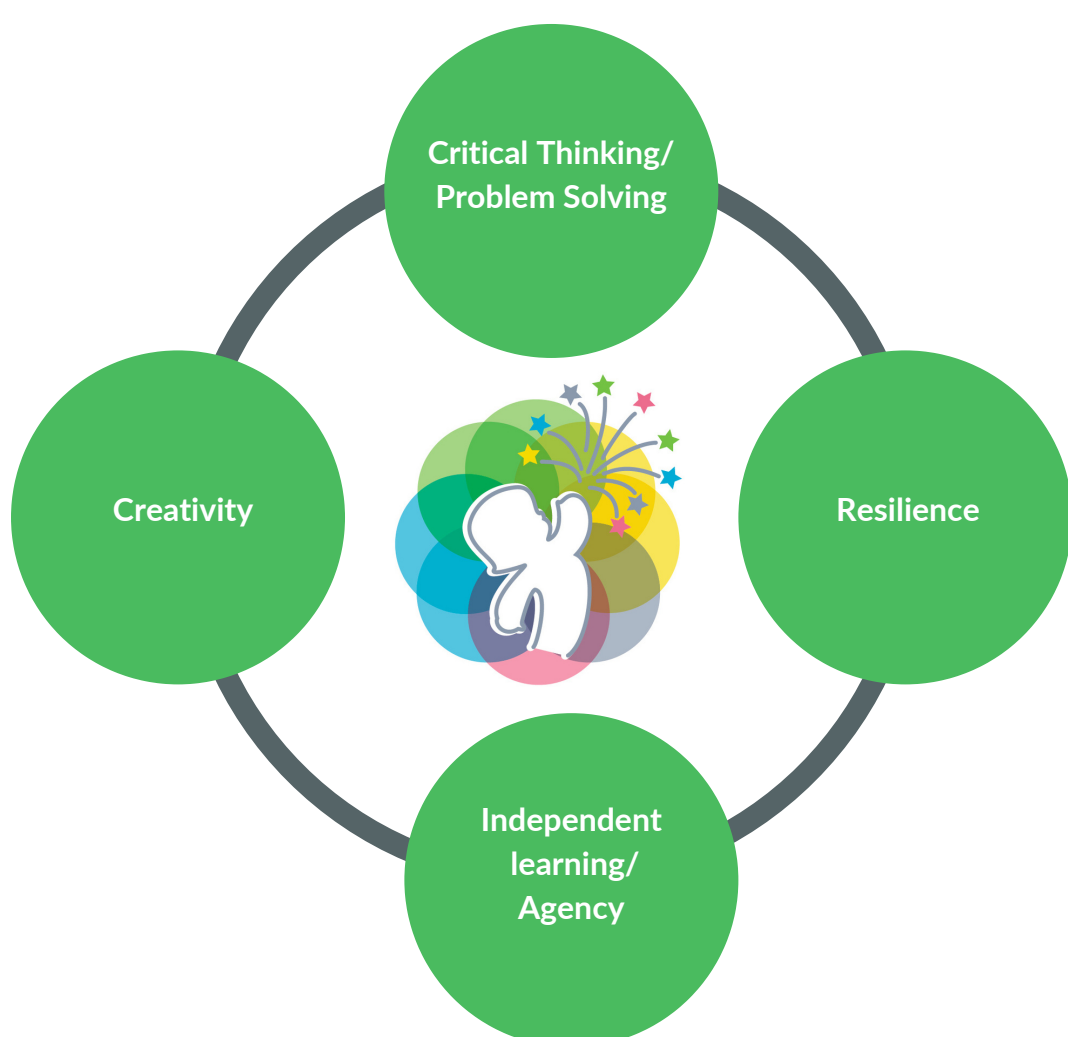 Critical Thinking/
Problem Solving
Creativity
Resilience
Independent
learning/
Agency